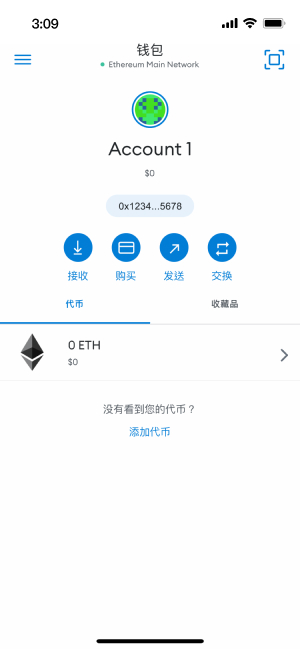 3:09
钱包
Ethereum Main Network
Account 1
$0
0x1234...5678
接收 购买 发送 交换
代币 收藏品
0 ETH
$0
没有看到您的代币？
添加代币